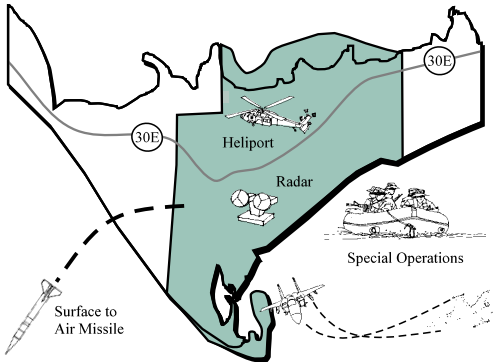 30E
30E
Heliport
Radar
Special Operations
Surface to
Air Missile